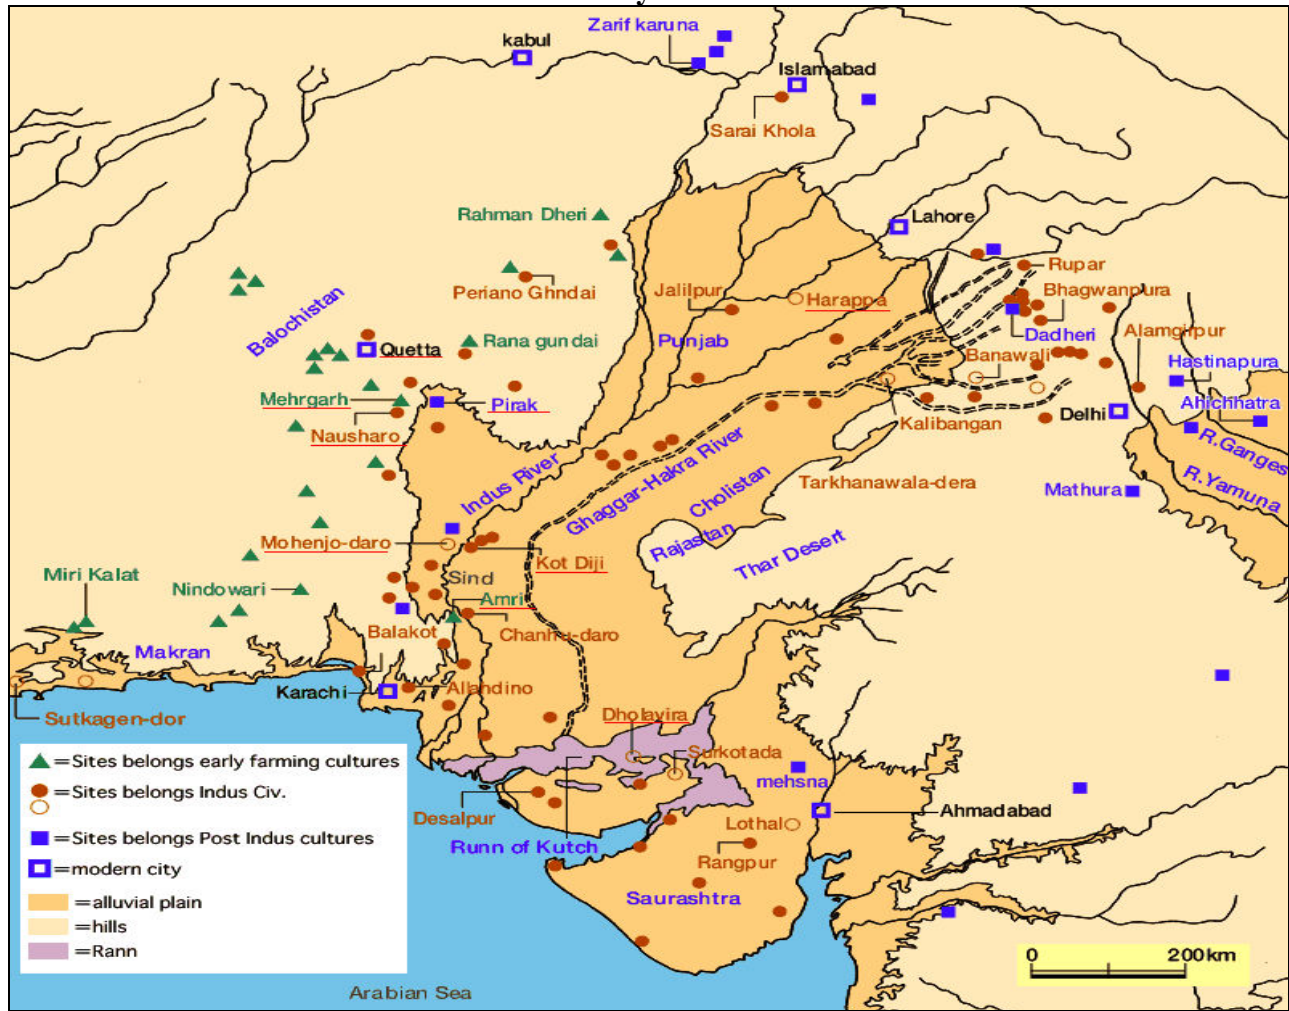 Zarif karuna
kabul
Islamabad
Sarai Khola
Rahman Dheri
Lahore
Rupar
Periano Ghndai
Jalilpur
Harappa
Bhagwanpura
Balochistan
Quetta
Rana gundai
Punjab
Dadheri
Alamgirpur
Banawali
Hastinapura
Mehrgarh
Pirak
Ahichhatra
Nausharo
Kalibangan
Delhi
R.Ganges
Indus River
Ghaggar-Hakra River
Cholistan
Tarkhanawala-dera
Mathura
R.Yamuna
Mohenjo-daro
Kot Diji
Rajastan
Thar Desert
Miri Kalat
Nindowari
Sind
Amri
Balakot
Chanhu-daro
Makran
Karachi
Allandino
Sutkagen-dor
Dholavira
Surkotada
mehsna
Desalpur
Runn of Kutch
Lothal
Ahmadabad
Rangpur
Saurashtra
=Sites belongs early farming cultures
=Sites belongs Indus Civ.
=Sites belongs Post Indus cultures
=modern city
=alluvial plain
=hills
=Rann
0 200km
Arabian Sea